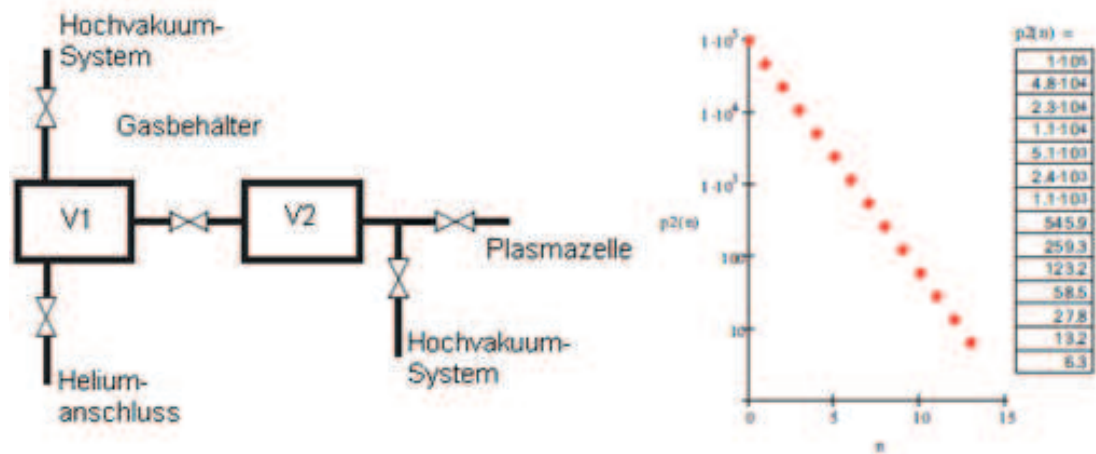 Hochvakuum-
System
Gasbehälter
V1
V2
Plasmazelle
Hochvakuum-
System
Helium-
anschluss
1·10⁵
1·10⁴
1·10³
100
10
p2(n)
0
5
10
15
n
p2(n) =
1·10⁵
4.8·10⁴
2.3·10⁴
1.1·10⁴
5.1·10³
2.4·10³
1.1·10³
545.9
259.3
123.2
58.5
27.8
13.2
6.3